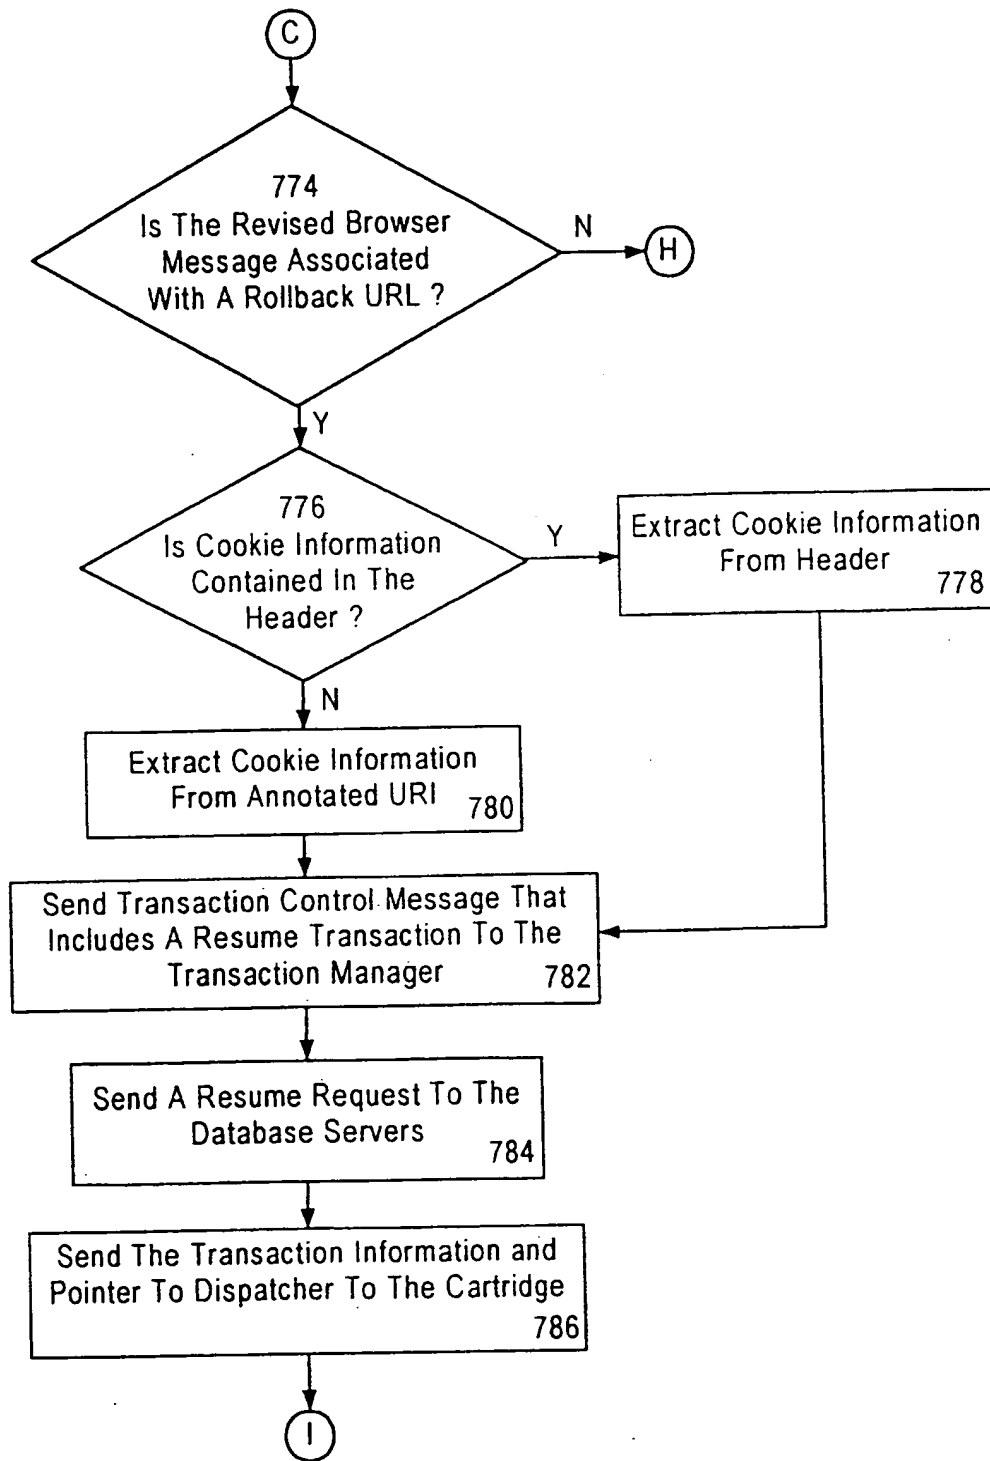 C
774
Is The Revised Browser
Message Associated
With A Rollback URL ?
N
H
Y
776
Is Cookie Information
Contained In The
Header ?
Y
Extract Cookie Information
From Header
778
N
Extract Cookie Information
From Annotated URI
780
Send Transaction Control Message That
Includes A Resume Transaction To The
Transaction Manager
782
Send A Resume Request To The
Database Servers
784
Send The Transaction Information and
Pointer To Dispatcher To The Cartridge
786
I